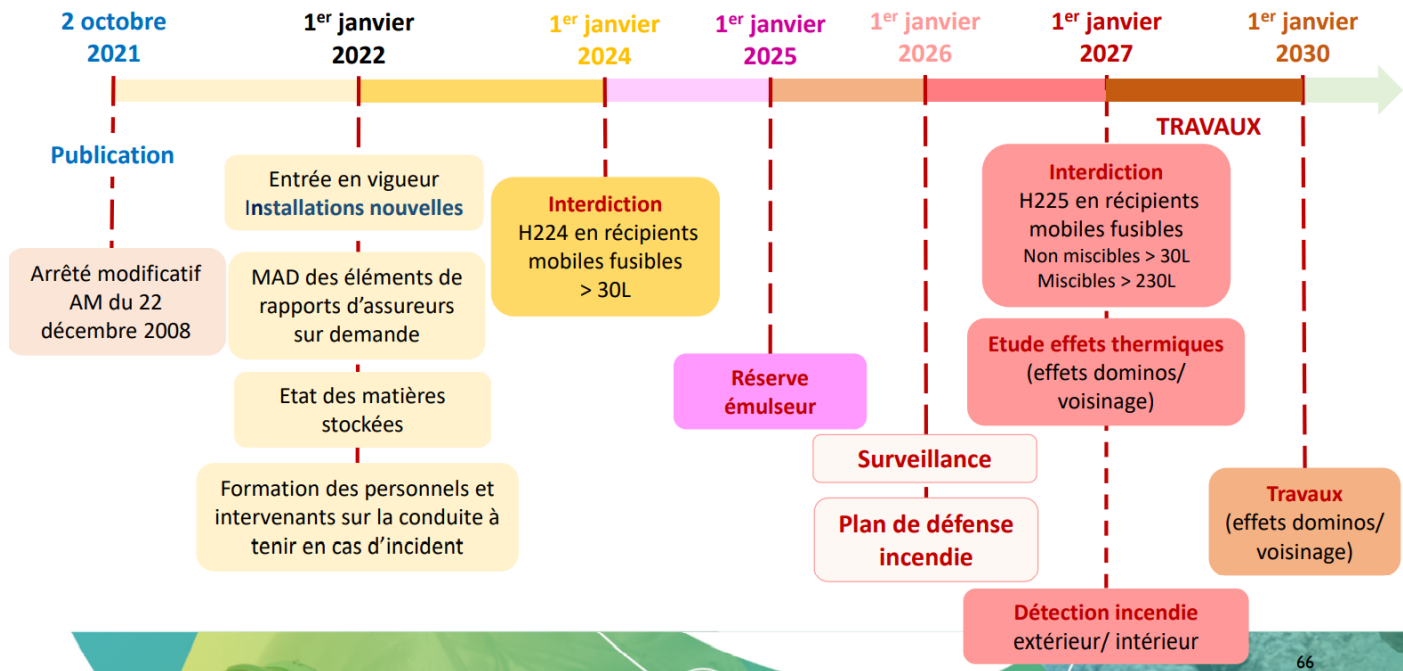 2 octobre
2021
1er janvier
2022
1er janvier
2024
1er janvier
2025
1er janvier
2026
1er janvier
2027
1er janvier
2030
TRAVAUX
Publication
Arrêté modificatif
AM du 22
décembre 2008
Entrée en vigueur
Installations nouvelles
MAD des éléments de
rapports d'assureurs
sur demande
Etat des matières
stockées
Formation des personnels et
intervenants sur la conduite à
tenir en cas d'incident
Interdiction
H224 en récipients
mobiles fusibles
> 30L
Réserve
émulseur
Surveillance
Plan de défense
incendie
Interdiction
H225 en récipients
mobiles fusibles
Non miscibles > 30L
Miscibles > 230L
Etude effets thermiques
(effets dominos/
voisinage)
Détection incendie
extérieur/ intérieur
Travaux
(effets dominos/
voisinage)
66